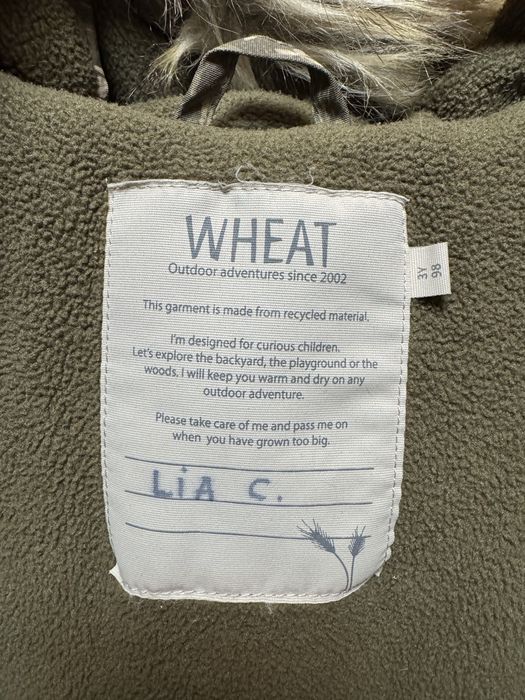 WHEAT
Outdoor adventures since 2002
This garment is made from recycled material.
I'm designed for curious children.
Let's explore the backyard, the playground or the
woods. I will keep you warm and dry on any
outdoor adventure.
Please take care of me and pass me on
when you have grown too big.
LiA C.
3Y
98